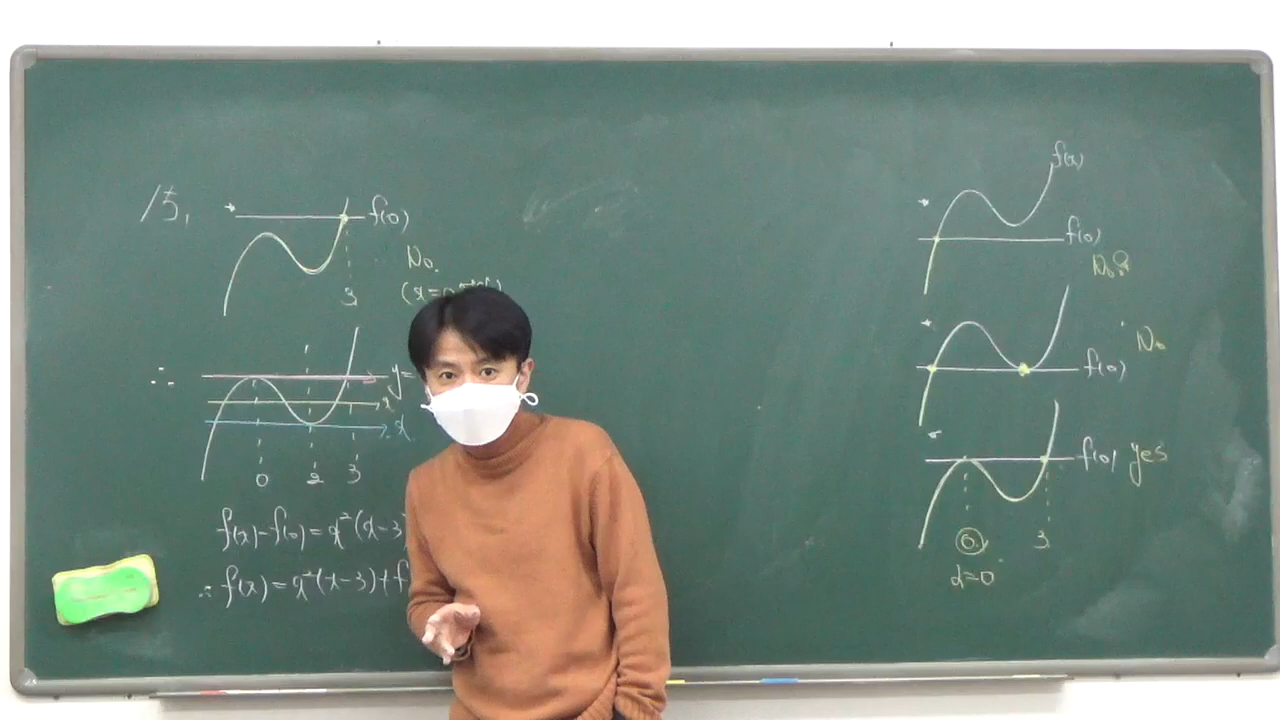 15,
f(0)
No.
3
∴
y=
x
0 2 3
f(x)-f(0)=x²(x-3)
∴ f(x)=x²(x-3)+f
f(x)
f(0)
No
No
f(0)
f(0) yes
0 3
α=0